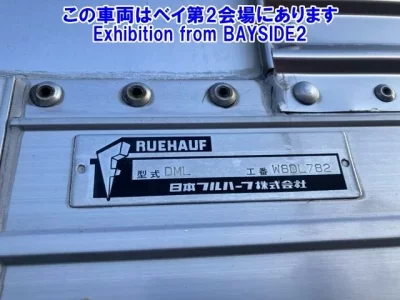 この車両はベイ第2会場にあります
Exhibition from BAYSIDE2
RUEHAUF
型式 DML 工番 W8DL782
日本フルハーフ株式会社